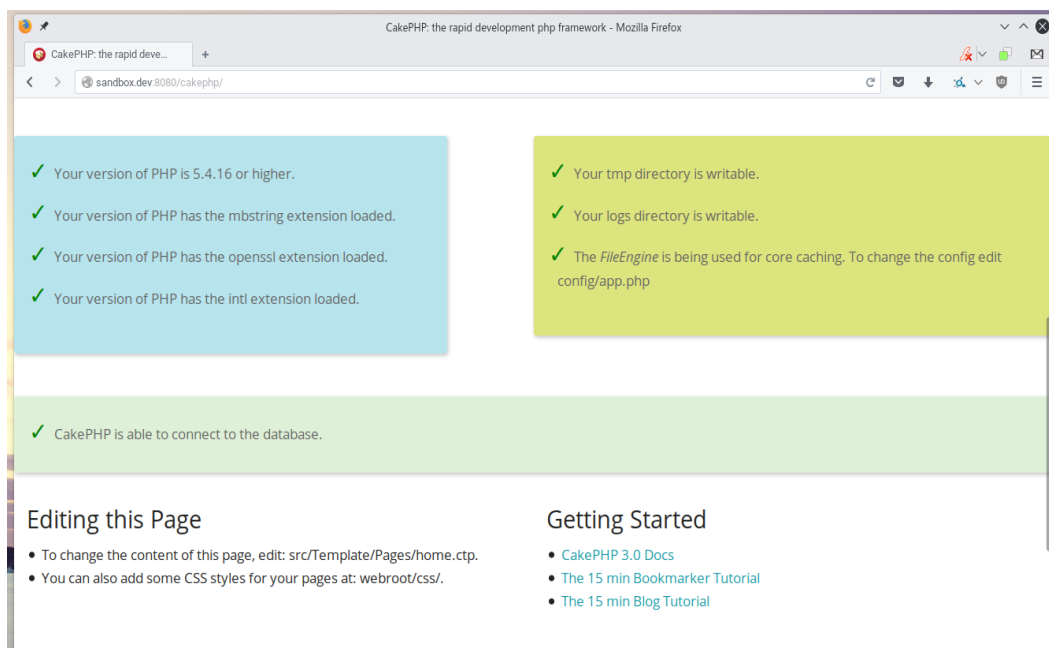 CakePHP: the rapid development php framework - Mozilla Firefox
CakePHP: the rapid deve...
+
sandbox.dev:8080/cakephp/
✓ Your version of PHP is 5.4.16 or higher.
✓ Your version of PHP has the mbstring extension loaded.
✓ Your version of PHP has the openssl extension loaded.
✓ Your version of PHP has the intl extension loaded.
✓ Your tmp directory is writable.
✓ Your logs directory is writable.
✓ The FileEngine is being used for core caching. To change the config edit
config/app.php
✓ CakePHP is able to connect to the database.
Editing this Page
• To change the content of this page, edit: src/Template/Pages/home.ctp.
• You can also add some CSS styles for your pages at: webroot/css/.
Getting Started
• CakePHP 3.0 Docs
• The 15 min Bookmarker Tutorial
• The 15 min Blog Tutorial